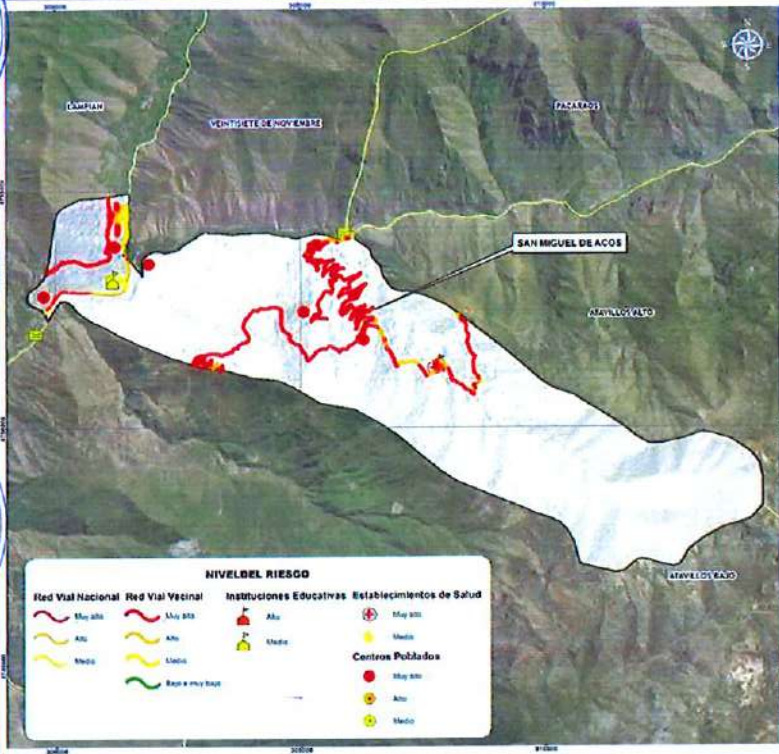 LAMPIAN
VEINTISIETE DE NOVIEMBRE
PACARAOS
SAN MIGUEL DE ACOS
ATAVILLOS ALTO
ATAVILLOS BAJO
NIVELDEL RIESGO
Red Vial Nacional
Muy alto
Alto
Medio
Red Vial Vecinal
Muy alto
Alto
Medio
Bajo a muy bajo
Instituciones Educativas
Alto
Medio
Establecimientos de Salud
Muy alto
Medio
Centros Poblados
Muy alto
Alto
Medio